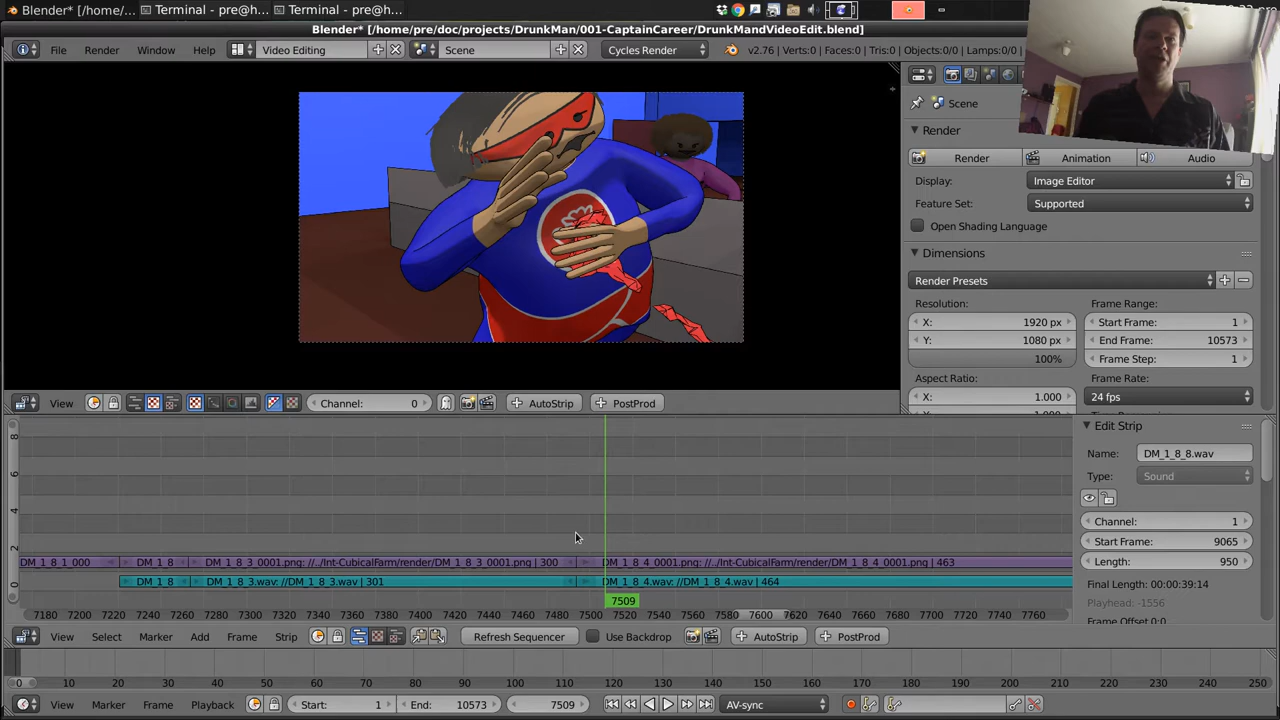 Blender* [/home/...
Terminal - pre@h...
Terminal - pre@h...
Blender* [/home/pre/doc/projects/DrunkMan/001-CaptainCareer/DrunkMandVideoEdit.blend]
File Render Window Help Video Editing Scene Cycles Render v2.76 | Verts:0 | Faces:0 | Tris:0 | Objects:0/0 | Lamps:0/0
Scene
Render
Render Animation Audio
Display: Image Editor
Feature Set: Supported
Open Shading Language
Dimensions
Render Presets
Resolution: Frame Range:
X: 1920 px Start Frame: 1
Y: 1080 px End Frame: 10573
100% Frame Step: 1
Aspect Ratio: Frame Rate:
X: 1.000 24 fps
View Channel: 0 AutoStrip PostProd
Edit Strip
Name: DM_1_8_8.wav
Type: Sound
Channel: 1
Start Frame: 9065
Length: 950
Final Length: 00:00:39:14
Playhead: -1556
Frame Offset 0:0
8
6
4
2
0
DM_1_8_1_000 DM_1_8 DM_1_8_3_0001.png: //../Int-CubicalFarm/render/DM_1_8_3_0001.png | 300 DM_1_8_4_0001.png: //../Int-CubicalFarm/render/DM_1_8_4_0001.png | 463
DM_1_8 DM_1_8_3.wav: //DM_1_8_3.wav | 301 DM_1_8_4.wav: //DM_1_8_4.wav | 464
7509
7180 7200 7220 7240 7260 7280 7300 7320 7340 7360 7380 7400 7420 7440 7460 7480 7500 7520 7540 7560 7580 7600 7620 7640 7660 7680 7700 7720 7740 7760
View Select Marker Add Frame Strip Refresh Sequencer Use Backdrop AutoStrip PostProd
0 10 20 30 40 50 60 70 80 90 100 110 120 130 140 150 160 170 180 190 200 210 220 230 240 250
View Marker Frame Playback Start: 1 End: 10573 7509 AV-sync